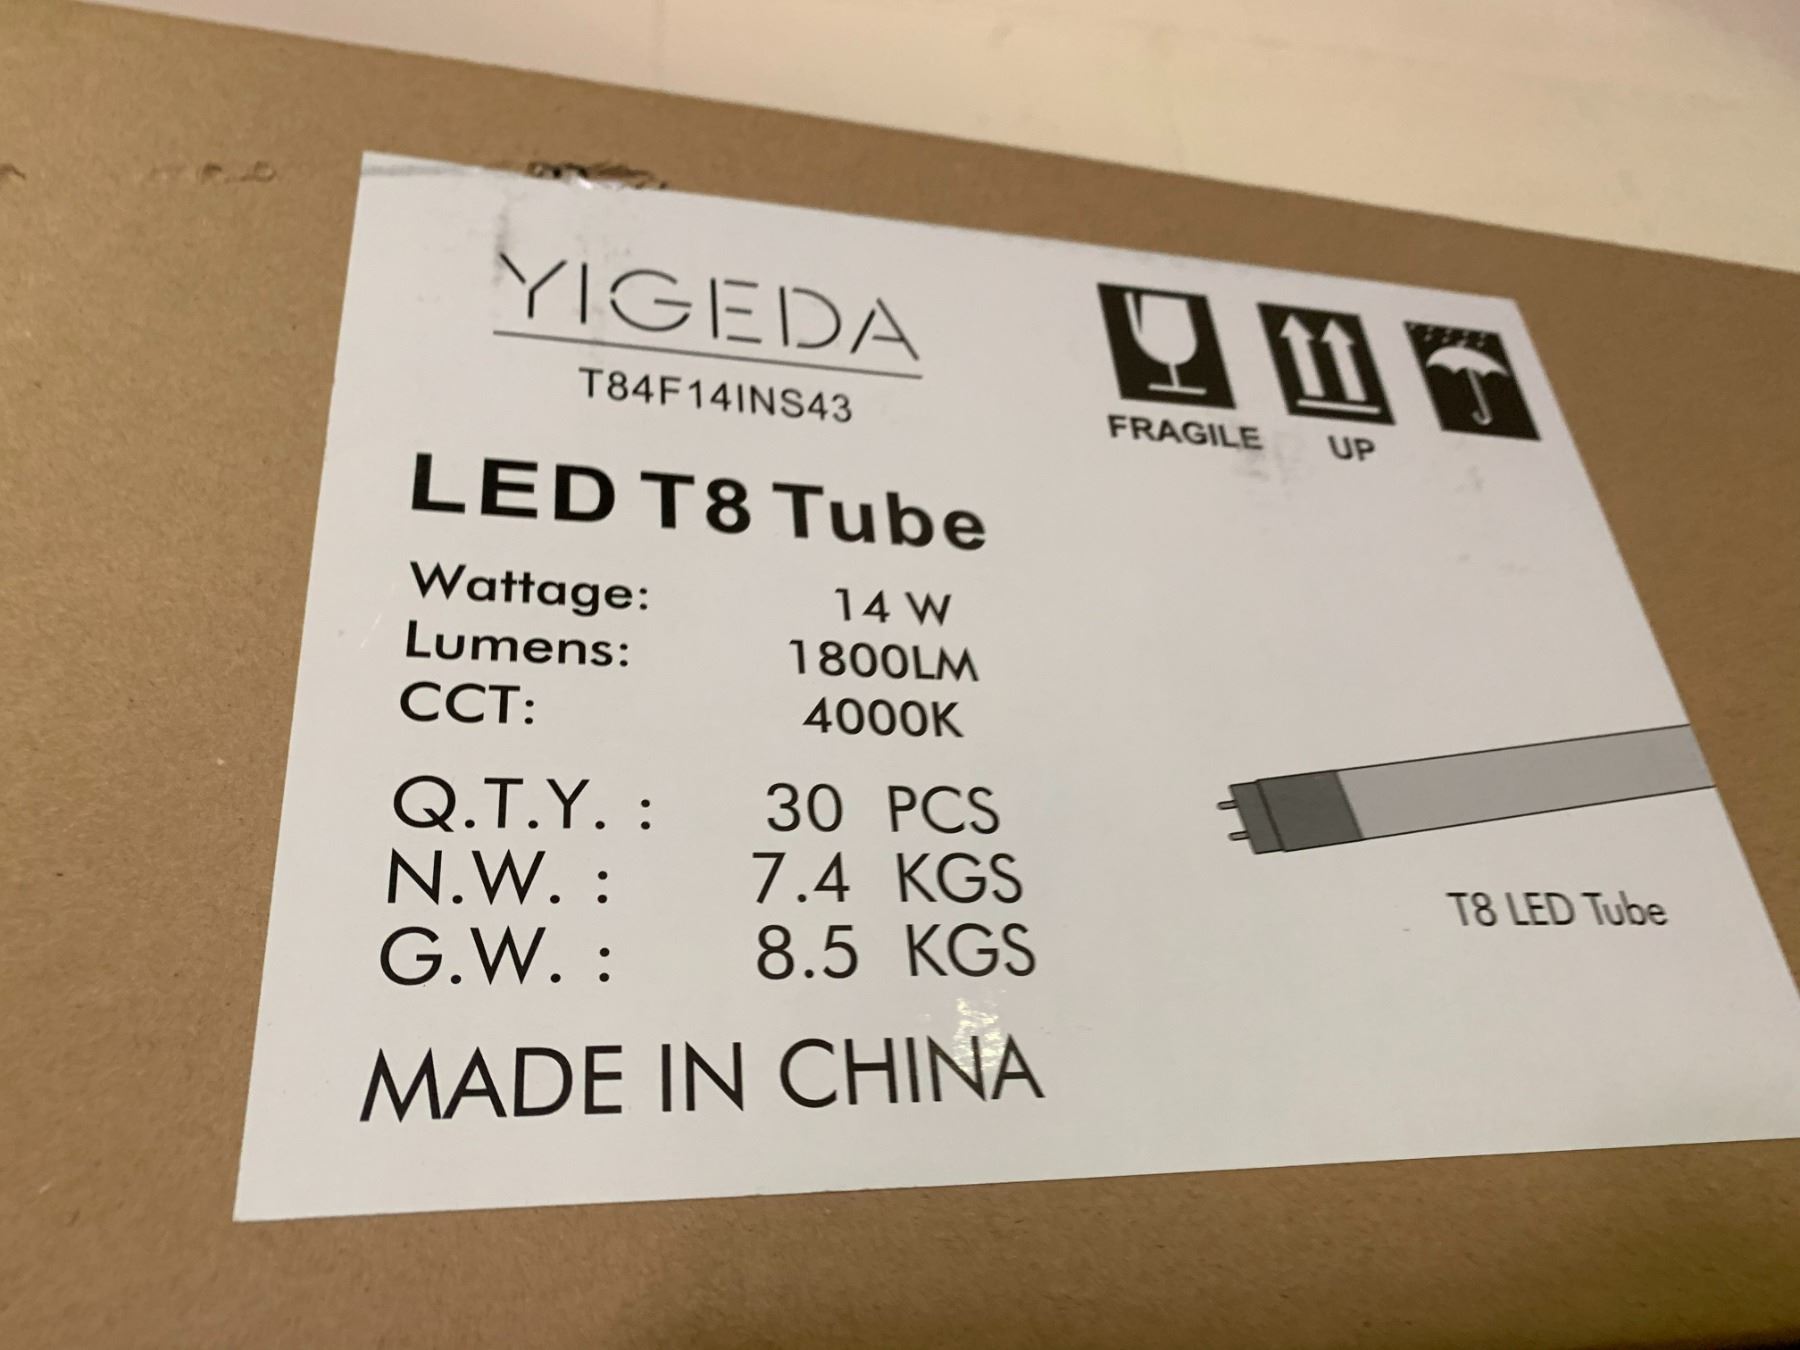 YIGEDA
T84F14INS43
FRAGILE
UP
LED T8 Tube
Wattage: 14 W
Lumens: 1800LM
CCT: 4000K
Q.T.Y. : 30 PCS
N.W. : 7.4 KGS
G.W. : 8.5 KGS
T8 LED Tube
MADE IN CHINA